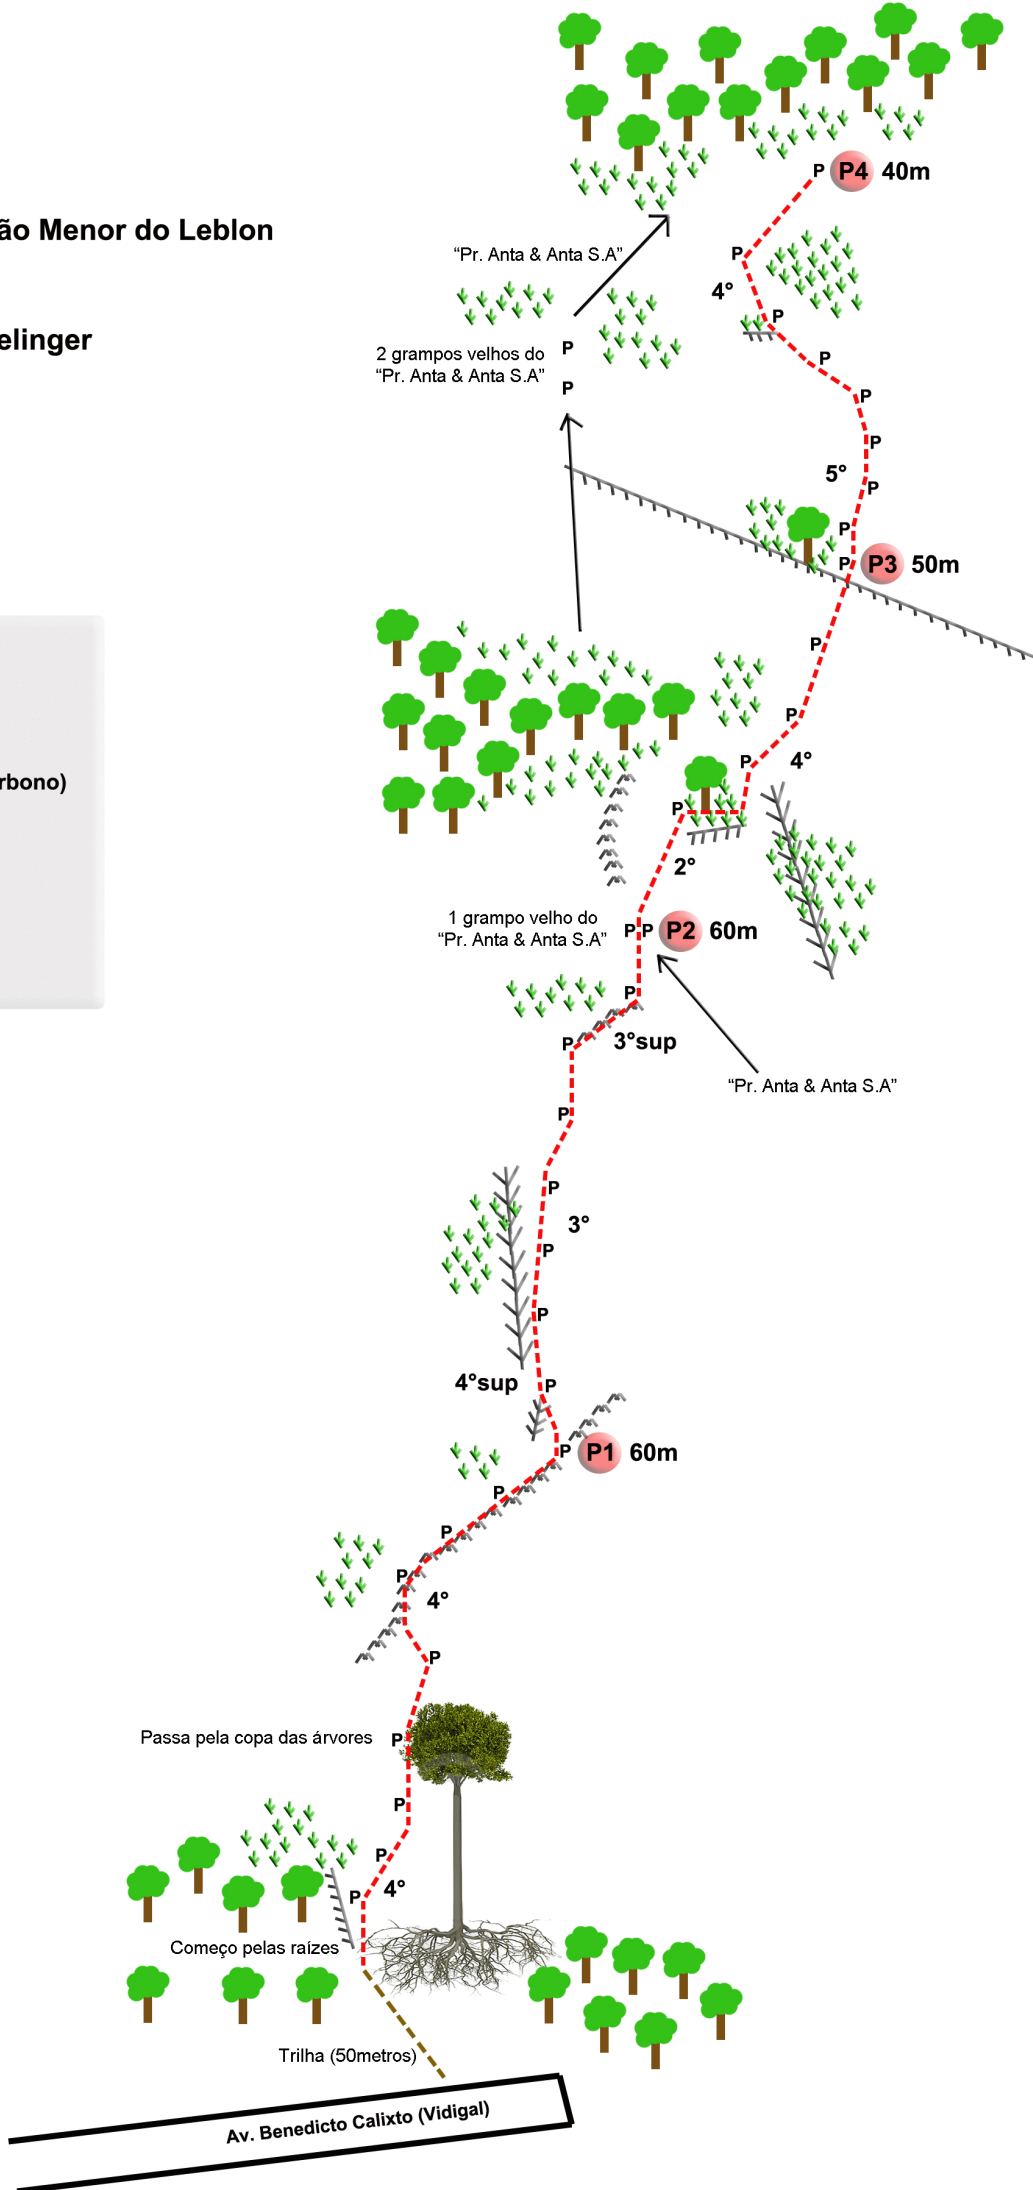 P P4 40m
ão Menor do Leblon
“Pr. Anta & Anta S.A”
P
4°
P
elinger
P
2 grampos velhos do
“Pr. Anta & Anta S.A”
P
P
P
P
P
5°
P
P
P P3 50m
P
P
4°
P
rbono)
P
2°
1 grampo velho do
“Pr. Anta & Anta S.A”
P P P2 60m
P
3°sup
P
“Pr. Anta & Anta S.A”
P
P
3°
P
P
4°sup
P
P P1 60m
P
P
P
4°
P
Passa pela copa das árvores
P
P
P
4°
P
Começo pelas raízes
Trilha (50metros)
Av. Benedicto Calixto (Vidigal)